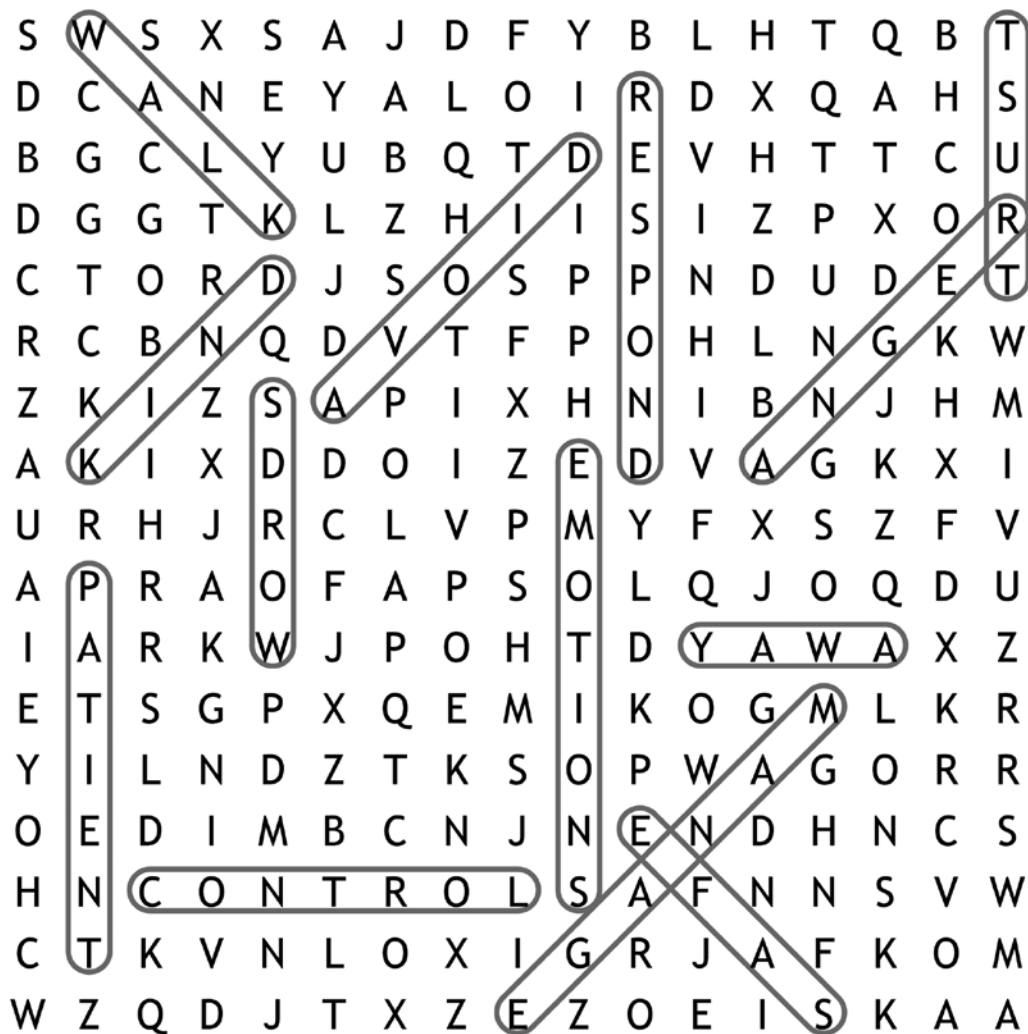 S W S X S A J D F Y B L H T Q B T
D C A N E Y A L O I R D X Q A H S
B G C L Y U B Q T D E V H T T C U
D G G T K L Z H I I S I Z P X O R
C T O R D J S O S P P N D U D E T
R C B N Q D V T F P O H L N G K W
Z K I Z S A P I X H N I B N J H M
A K I X D D O I Z E D V A G K X I
U R H J R C L V P M Y F X S Z F V
A P R A O F A P S O L Q J O Q D U
I A R K W J P O H T D Y A W A X Z
E T S G P X Q E M I K O G M L K R
Y I L N D Z T K S O P W A G O R R
O E D I M B C N J N E N D H N C S
H N C O N T R O L S A F N N S V W
C T K V N L O X I G R J A F K O M
W Z Q D J T X Z E Z O E I S K A A